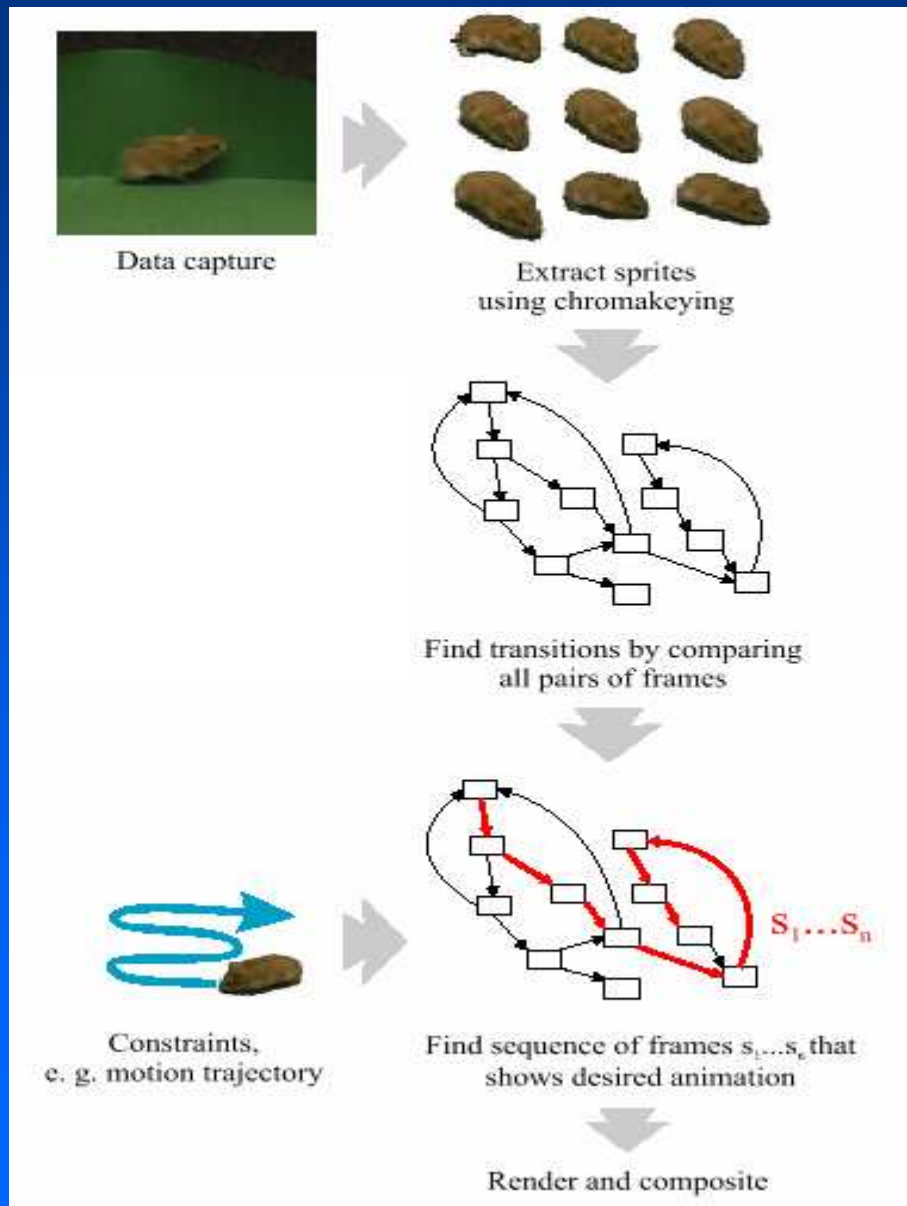 Data capture
Extract sprites
using chromakeying
Find transitions by comparing
all pairs of frames
S₁...Sₙ
Constraints,
e. g. motion trajectory
Find sequence of frames s₁...sₙ that
shows desired animation
Render and composite